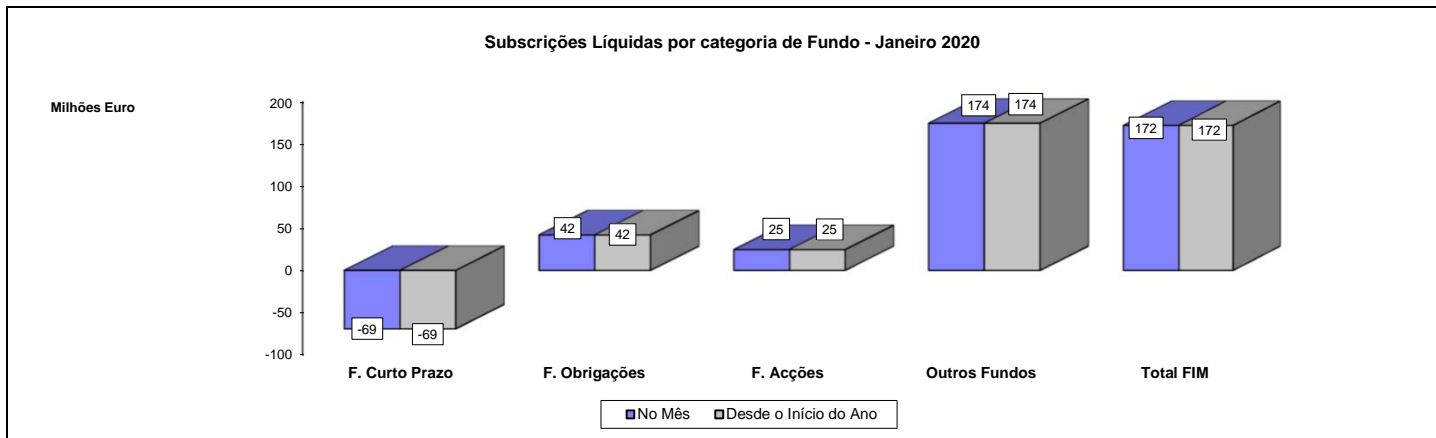 Subscrições Líquidas por categoria de Fundo - Janeiro 2020
Milhões Euro
200
150
100
50
0
-50
-100
-69
-69
42
42
25
25
174
174
172
172
F. Curto Prazo
F. Obrigações
F. Acções
Outros Fundos
Total FIM
No Mês
Desde o Início do Ano